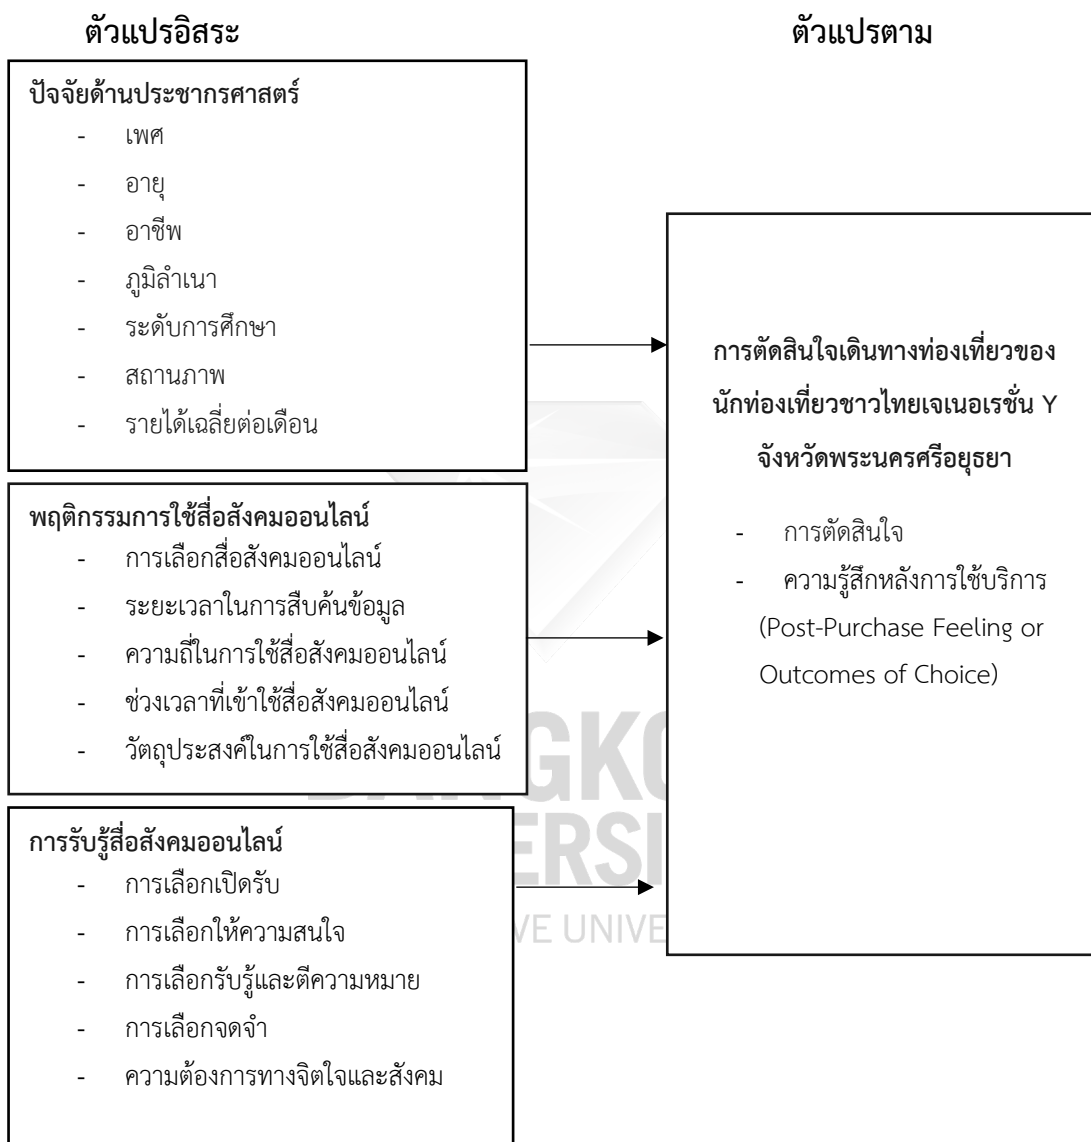 ตัวแปรอิสระ
ตัวแปรตาม
ปัจจัยด้านประชากรศาสตร์
- เพศ
- อายุ
- อาชีพ
- ภูมิลำเนา
- ระดับการศึกษา
- สถานภาพ
- รายได้เฉลี่ยต่อเดือน
พฤติกรรมการใช้สื่อสังคมออนไลน์
- การเลือกสื่อสังคมออนไลน์
- ระยะเวลาในการสืบค้นข้อมูล
- ความถี่ในการใช้สื่อสังคมออนไลน์
- ช่วงเวลาที่เข้าใช้สื่อสังคมออนไลน์
- วัตถุประสงค์ในการใช้สื่อสังคมออนไลน์
การรับรู้สื่อสังคมออนไลน์
- การเลือกเปิดรับ
- การเลือกให้ความสนใจ
- การเลือกรับรู้และตีความหมาย
- การเลือกจดจำ
- ความต้องการทางจิตใจและสังคม
การตัดสินใจเดินทางท่องเที่ยวของ
นักท่องเที่ยวชาวไทยเจเนอเรชั่น Y
จังหวัดพระนครศรีอยุธยา
- การตัดสินใจ
- ความรู้สึกหลังการใช้บริการ
(Post-Purchase Feeling or
Outcomes of Choice)